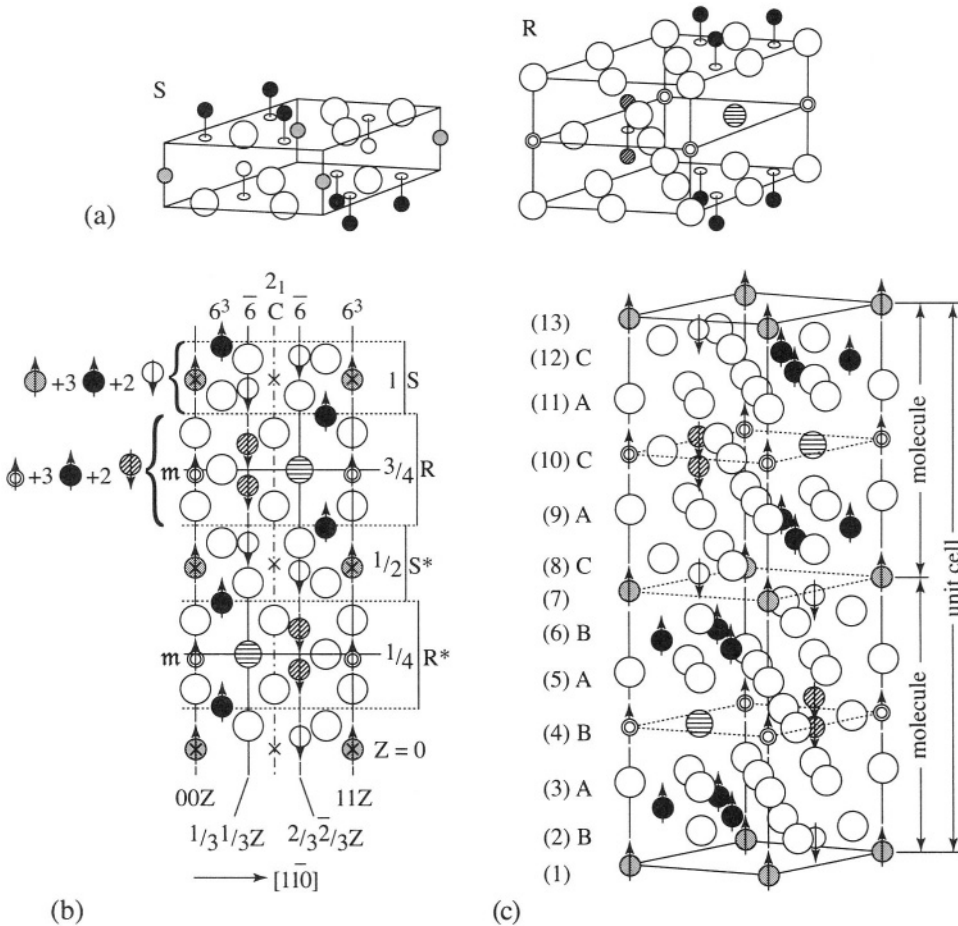 S
R
(a)
6³ 6̅ 2₁ C 6̅ 6³
+3 +2
1 S
+3 +2
m
3/4 R
1/2 S*
m
1/4 R*
Z = 0
00Z 11Z
1/3 1/3Z 2/3 2̅/3Z
[11̅0]
(b)
(13)
(12) C
(11) A
(10) C
(9) A
(8) C
(7)
(6) B
(5) A
(4) B
(3) A
(2) B
(1)
molecule
molecule
unit cell
(c)